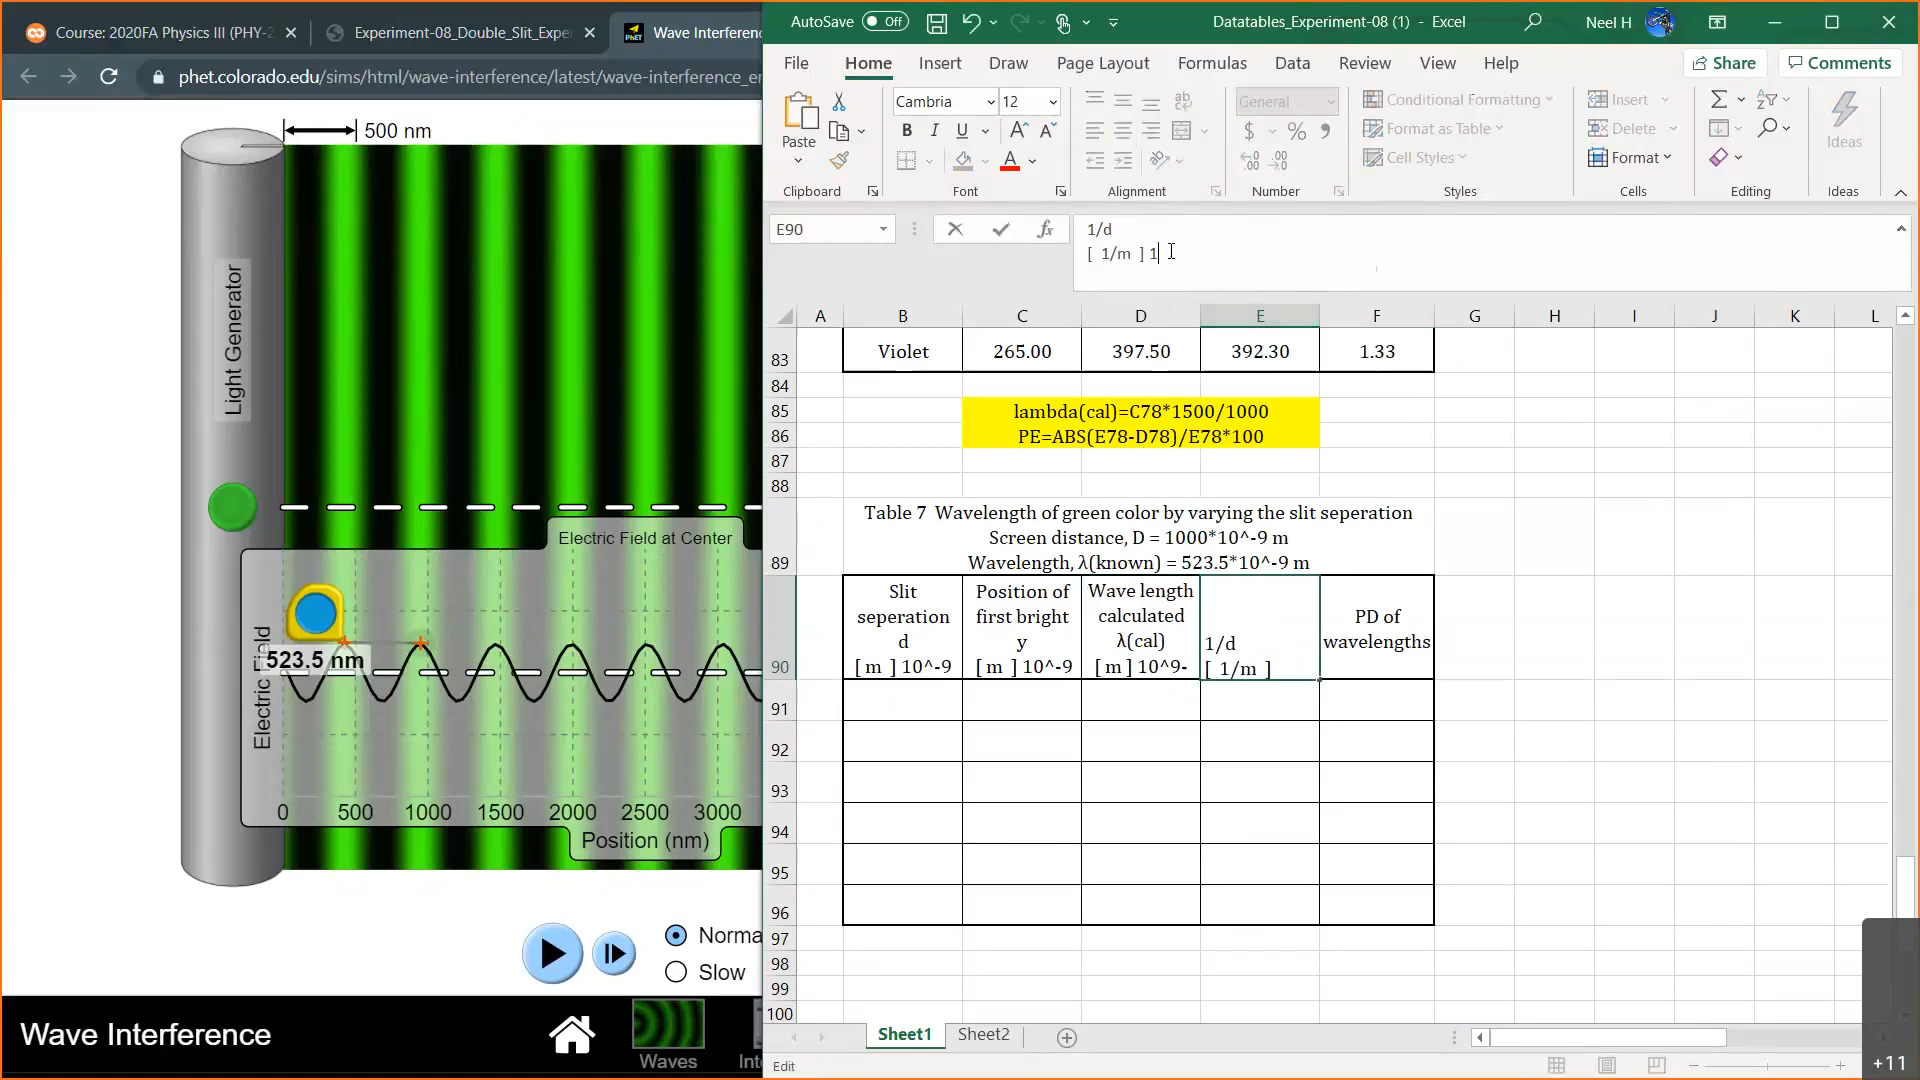 Course: 2020FA Physics III (PHY-2
Experiment-08_Double_Slit_Expe
Wave Interferenc
phet.colorado.edu/sims/html/wave-interference/latest/wave-interference_e
500 nm
Light Generator
Electric Field at Center
Electric Field
523.5 nm
0 500 1000 1500 2000 2500 3000
Position (nm)
Norma
Slow
Wave Interference
Waves
Int
AutoSave Off
Datatables_Experiment-08 (1) - Excel
Neel H
File Home Insert Draw Page Layout Formulas Data Review View Help
Share
Comments
Paste
Cambria 12
B I U A A A
ab
General
$ % 9
Conditional Formatting
Format as Table
Cell Styles
Insert
Delete
Format
Ideas
Clipboard Font Alignment Number Styles Cells Editing Ideas
E90
fx
1/d
[ 1/m ] 1
A B C D E F G H I J K L
83 Violet 265.00 397.50 392.30 1.33
84
85 lambda(cal)=C78*1500/1000
86 PE=ABS(E78-D78)/E78*100
87
88
Table 7 Wavelength of green color by varying the slit seperation
Screen distance, D = 1000*10^-9 m
89 Wavelength, λ(known) = 523.5*10^-9 m
Slit seperation d [ m ] 10^-9
Position of first bright y [ m ] 10^-9
Wave length calculated λ(cal) [ m ] 10^9-
1/d [ 1/m ]
PD of wavelengths
90
91
92
93
94
95
96
97
98
99
100
Sheet1 Sheet2
Edit
+11